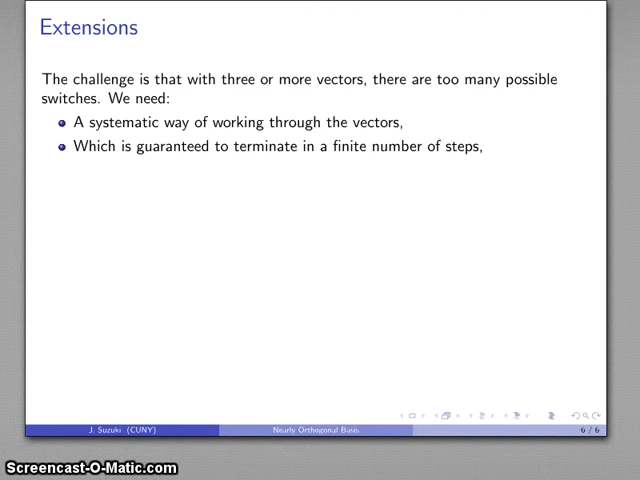 Extensions
The challenge is that with three or more vectors, there are too many possible
switches. We need:
A systematic way of working through the vectors,
Which is guaranteed to terminate in a finite number of steps,
J. Suzuki (CUNY)
Nearly Orthogonal Base.
6 / 6
Screencast-O-Matic.com